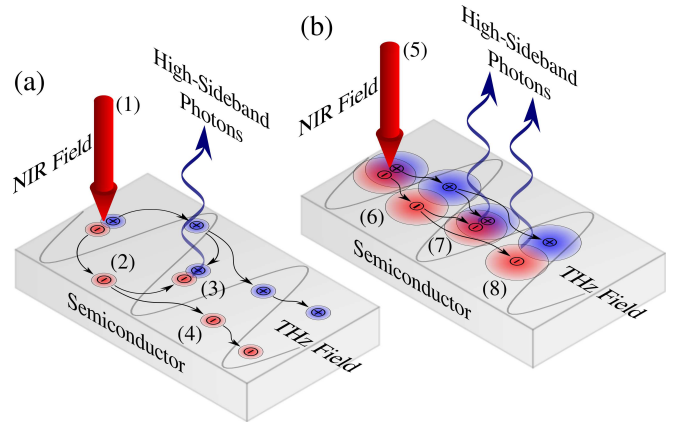 (a)
(1)
NIR Field
High-Sideband
Photons
(2)
(3)
(4)
Semiconductor
THz Field
(b)
(5)
NIR Field
High-Sideband
Photons
(6)
(7)
(8)
Semiconductor
THz Field